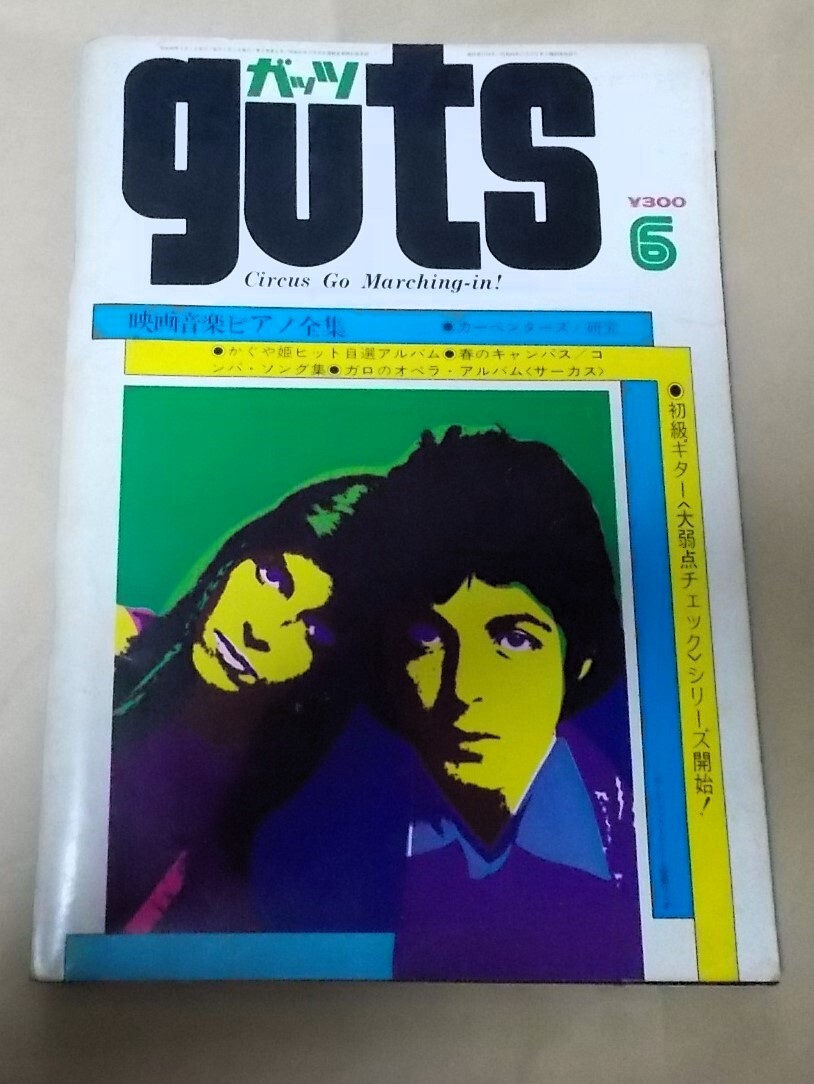 guts
ガッツ
¥300
6
Circus Go Marching-in!
映画音楽ピアノ全集
●カーペンターズ／研究
●かぐや姫ヒット自選アルバム●春のキャンパス／コ
ンパ・ソング集●ガロのオペラ・アルバム〈サーカス〉
●初級ギター〈大弱点チェック〉シリーズ開始！